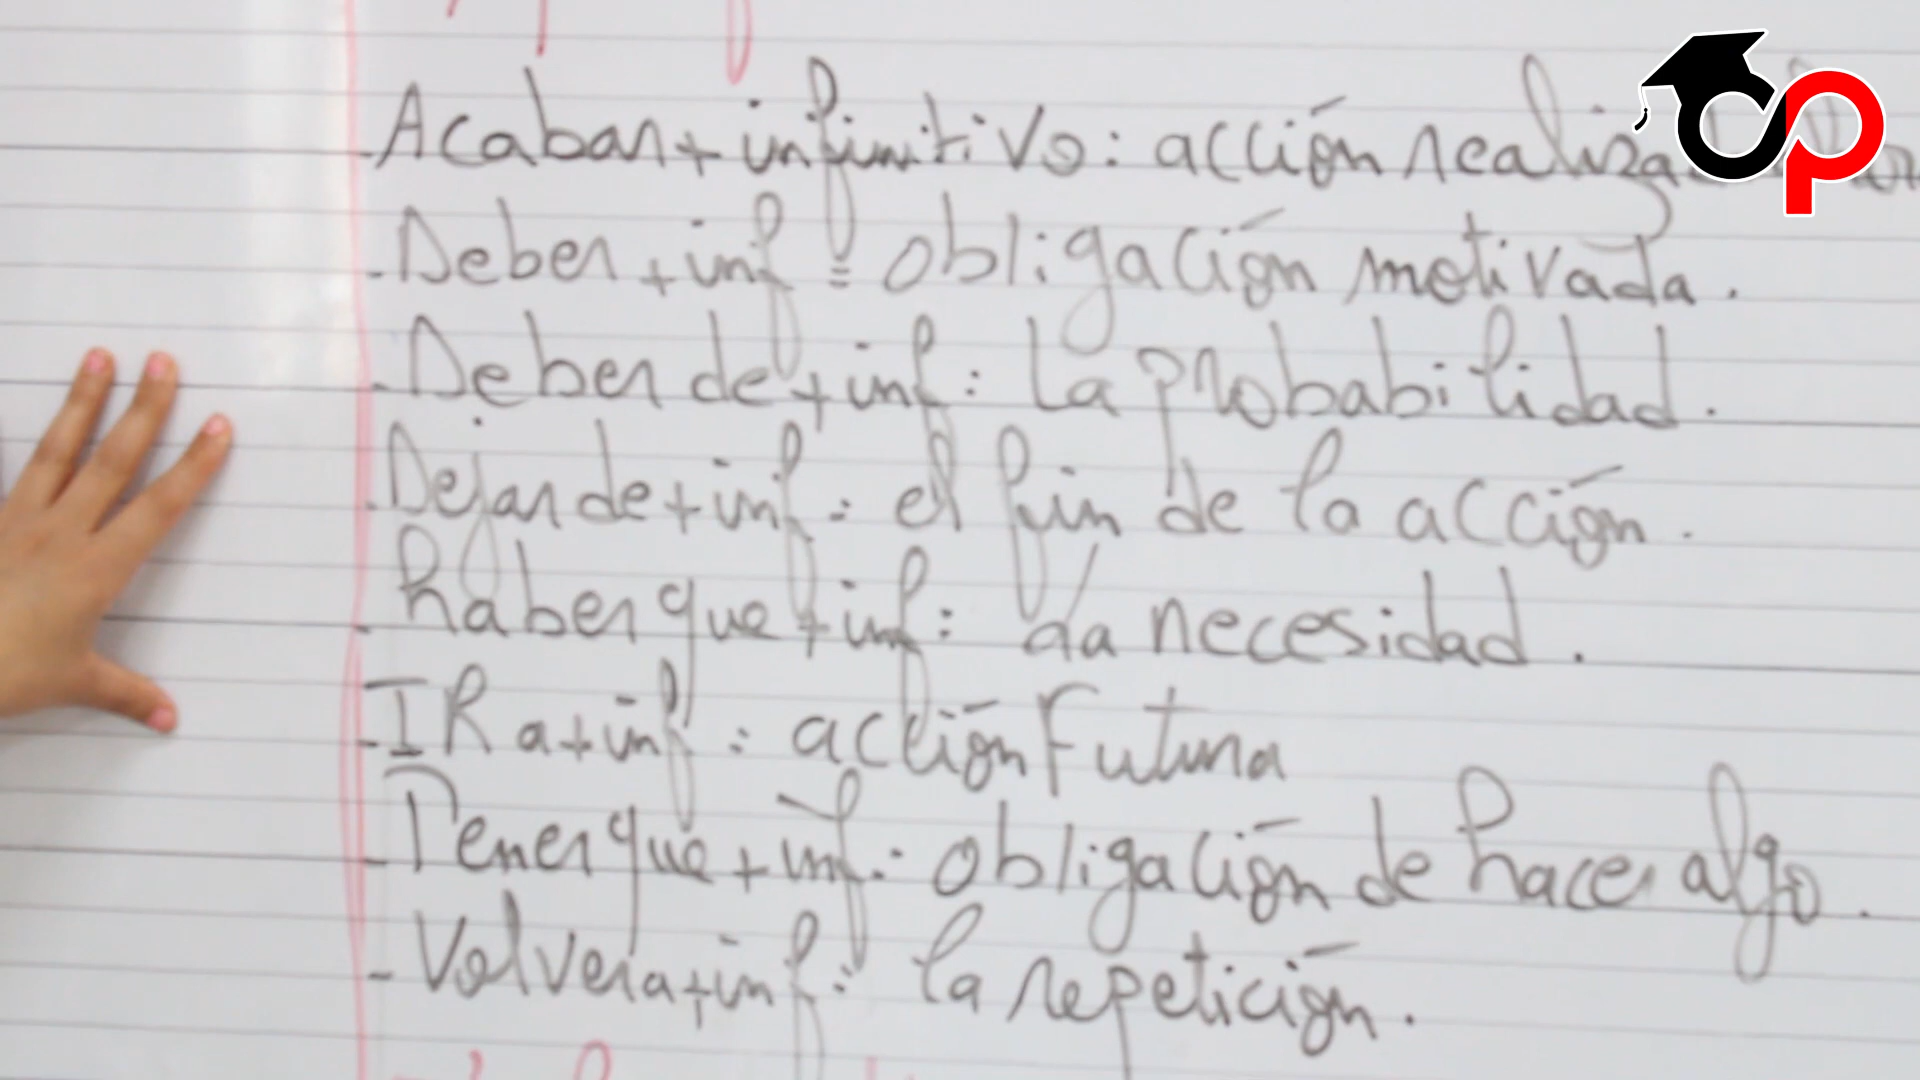 - Acabar + infinitivo: acción
- Deber + inf = obligación motivada.
- Deber de + inf: La probabilidad.
- Dejar de + inf: el fin de la acción.
- haber que + inf: La necesidad.
- IR a + inf: acción Futura
- Tener que + inf: obligación de hacer algo.
- Volver a + inf: la repetición.